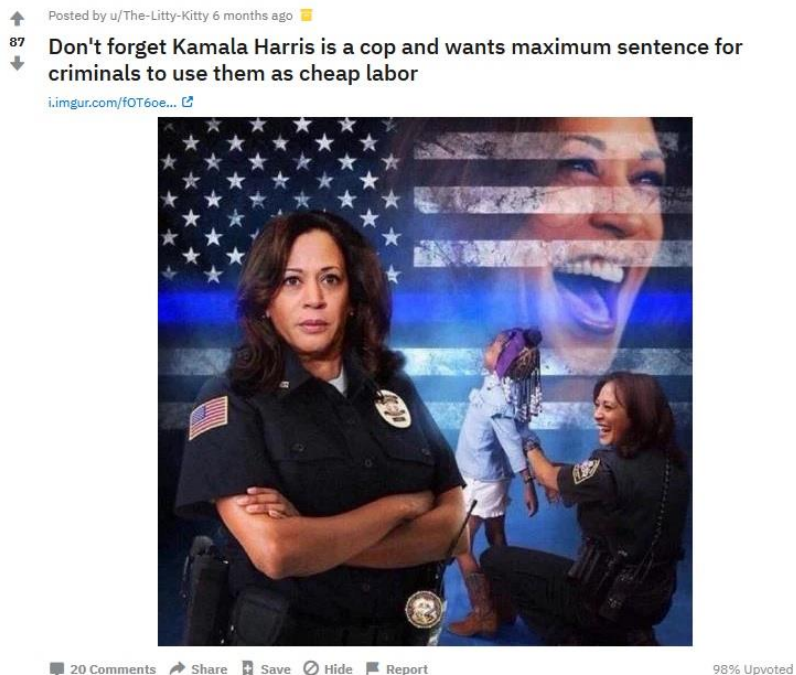 Posted by u/The-Litty-Kitty 6 months ago
87
Don't forget Kamala Harris is a cop and wants maximum sentence for
criminals to use them as cheap labor
i.imgur.com/fOT6oe...
20 Comments Share Save Hide Report 98% Upvoted